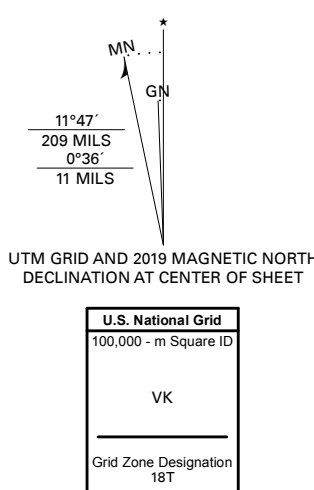 ★
MN
GN
11°47´
209 MILS
0°36´
11 MILS
UTM GRID AND 2019 MAGNETIC NORTH
DECLINATION AT CENTER OF SHEET
U.S. National Grid
100,000 - m Square ID
VK
Grid Zone Designation
18T